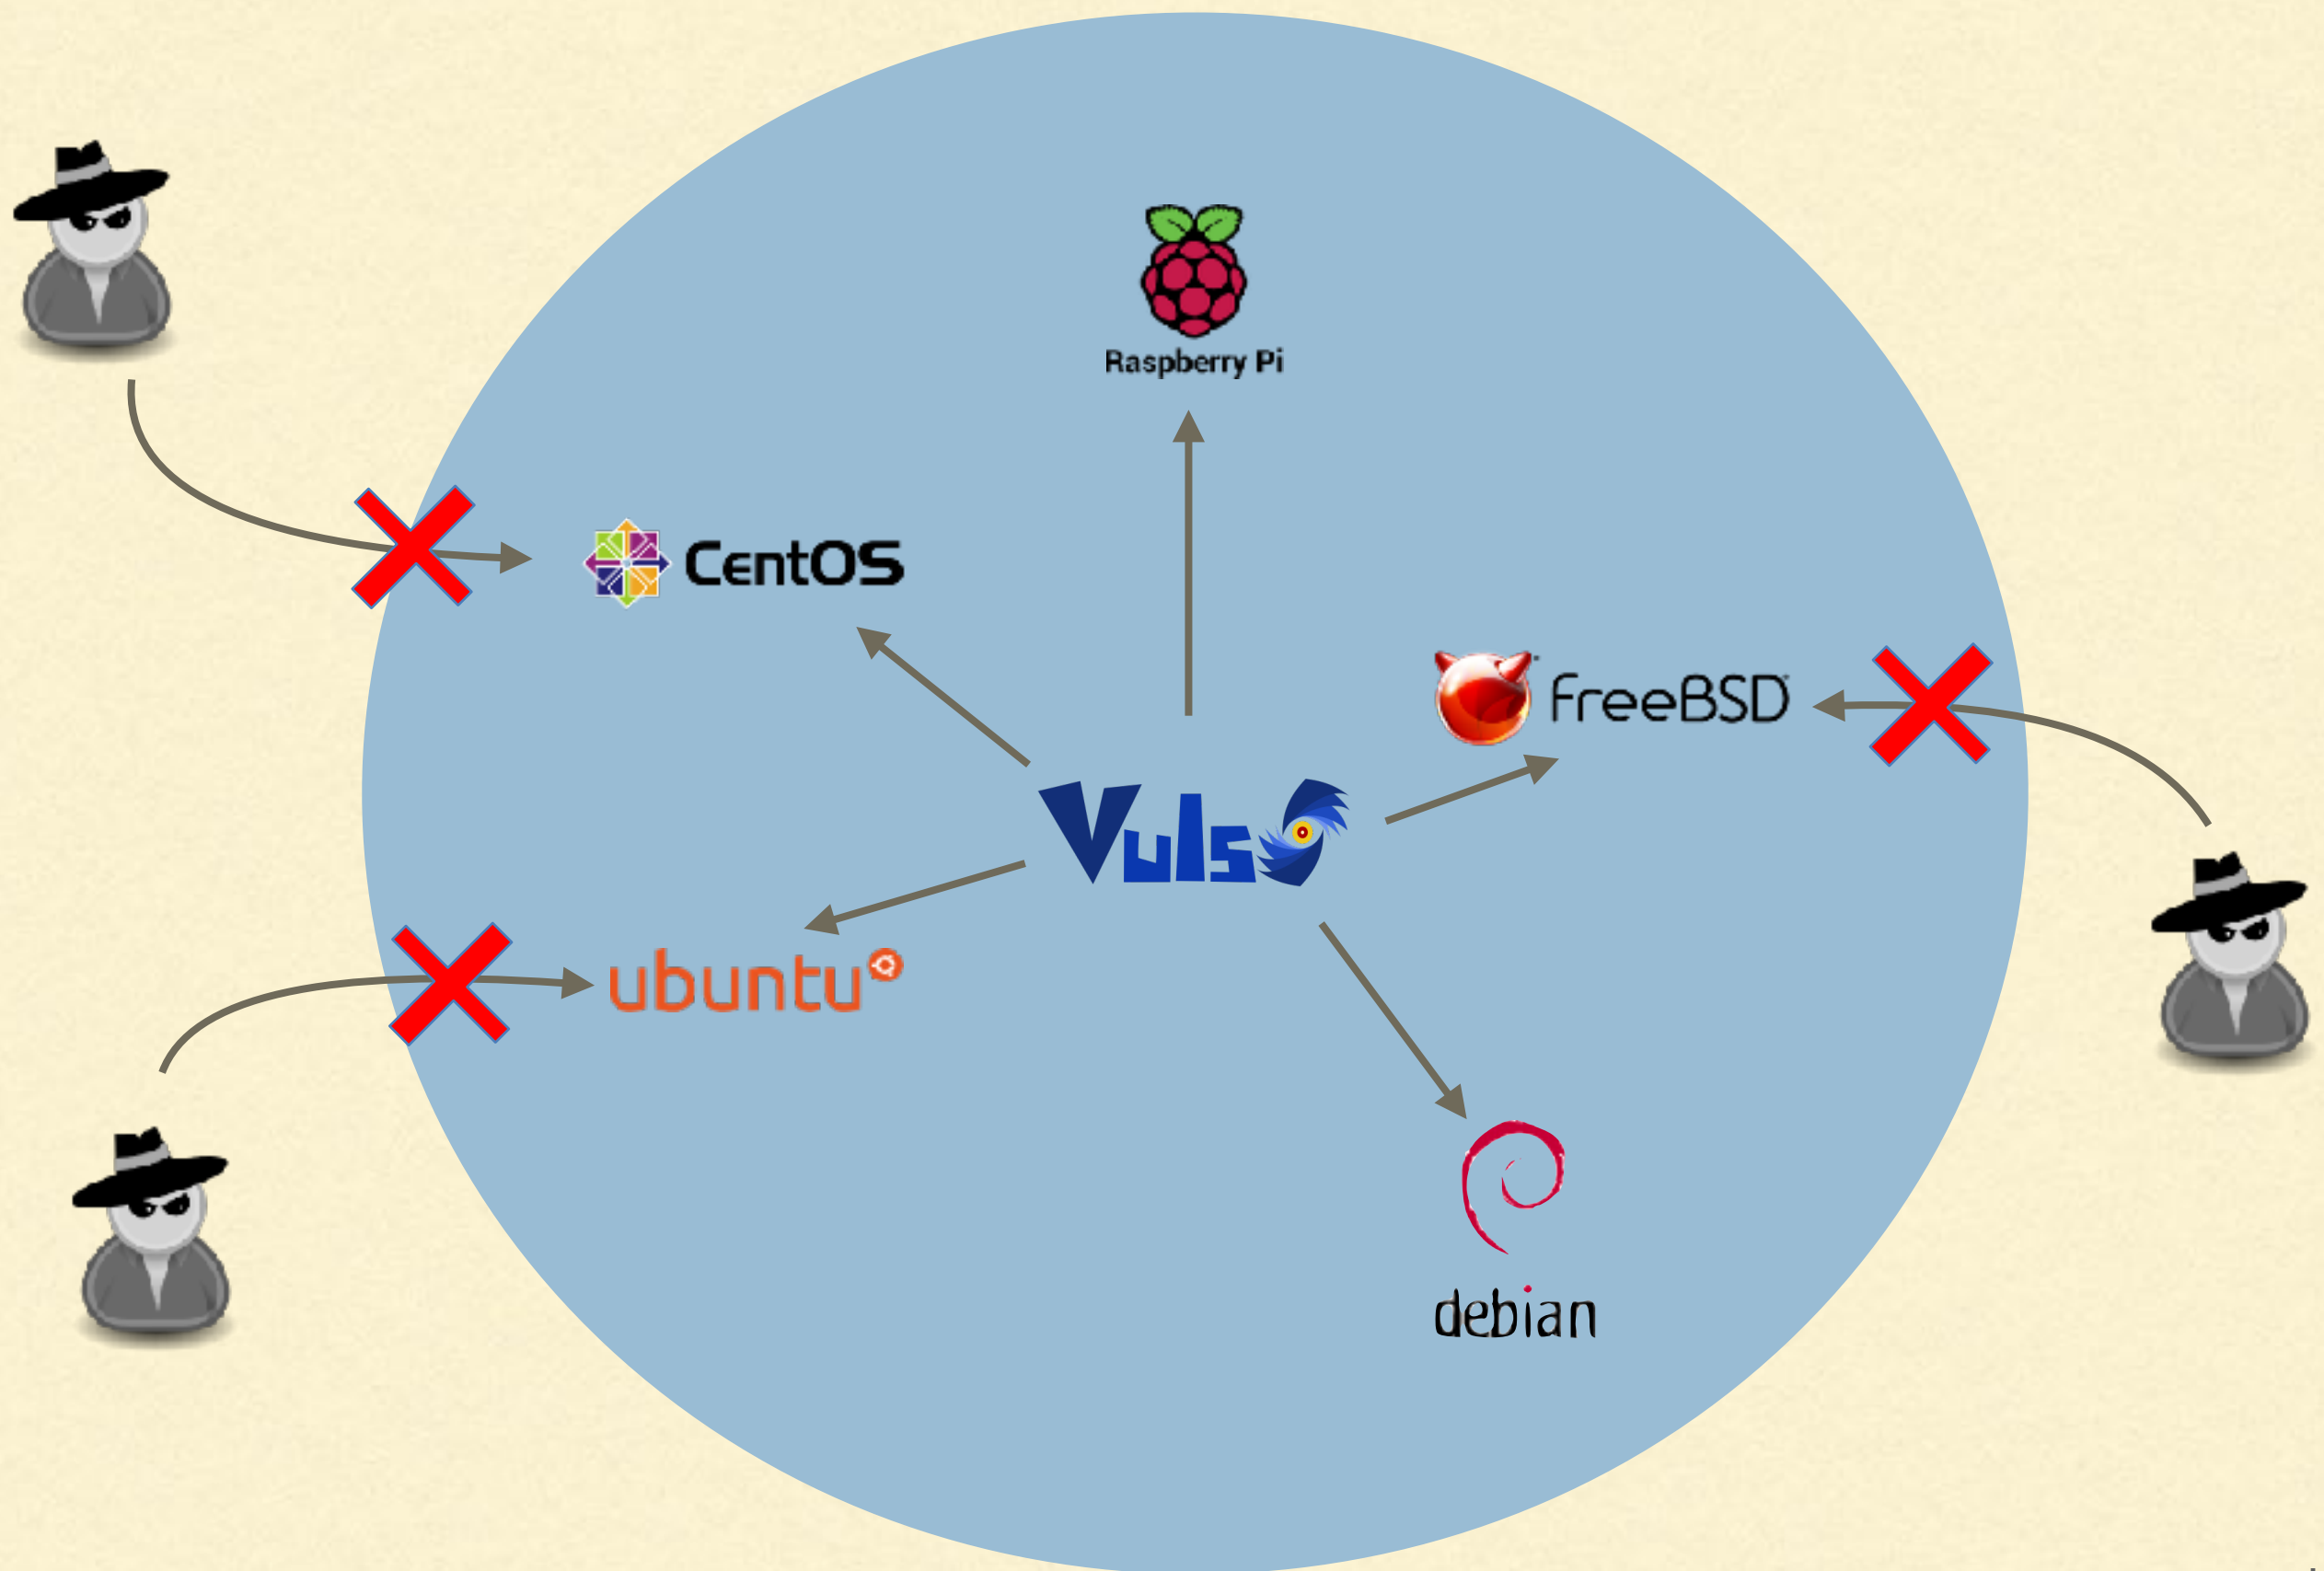 Raspberry Pi
CentOS
FreeBSD
Vuls
ubuntu
debian